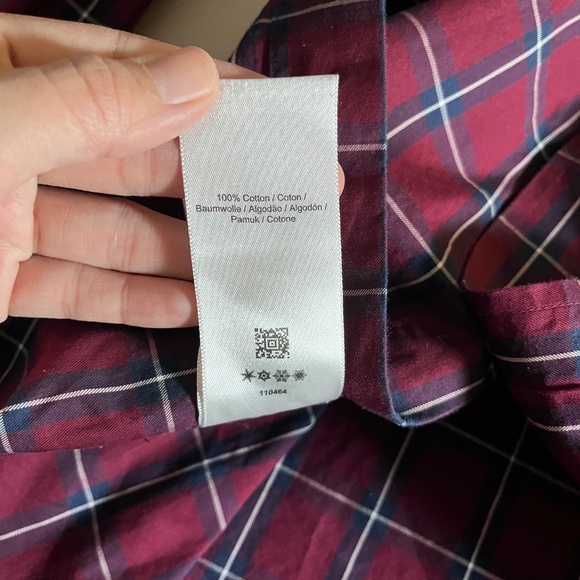 100% Cotton / Coton /
Baumwolle / Algodão / Algodón /
Pamuk / Cotone
110464